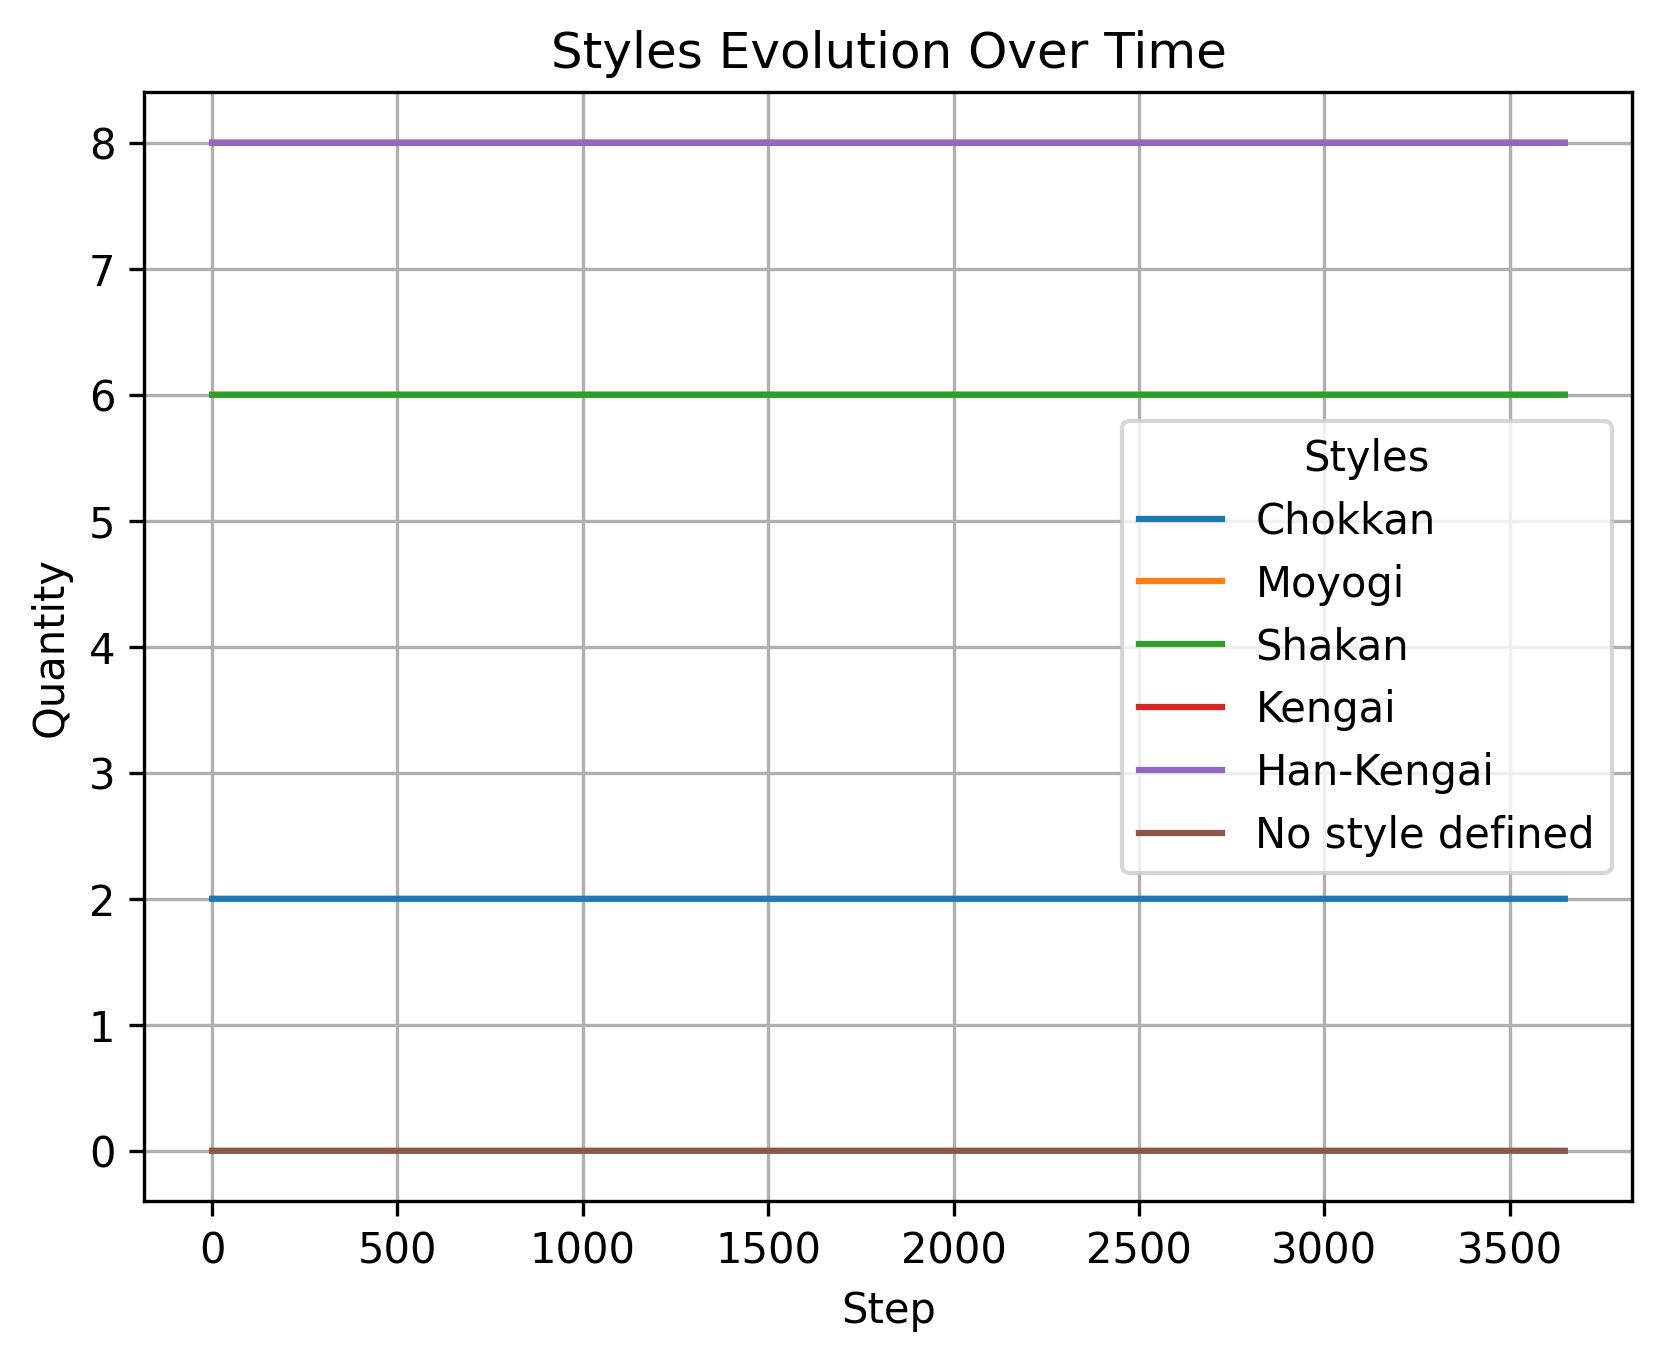 Styles Evolution Over Time
Quantity
8
7
6
5
4
3
2
1
0
Styles
Chokkan
Moyogi
Shakan
Kengai
Han-Kengai
No style defined
0 500 1000 1500 2000 2500 3000 3500
Step